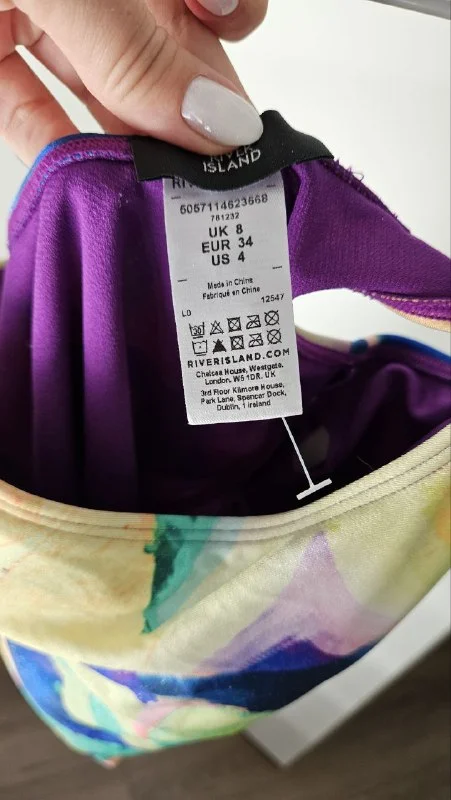 RIVER
ISLAND
5057114623568
781232
UK 8
EUR 34
US 4
Made in China
Fabriqué en Chine
12547
LO
RIVERISLAND.COM
Chelsea House, Westgate,
London. W5 1DR. UK
3rd Floor Kilmore House,
Park Lane, Spencer Dock,
Dublin, 1 Ireland